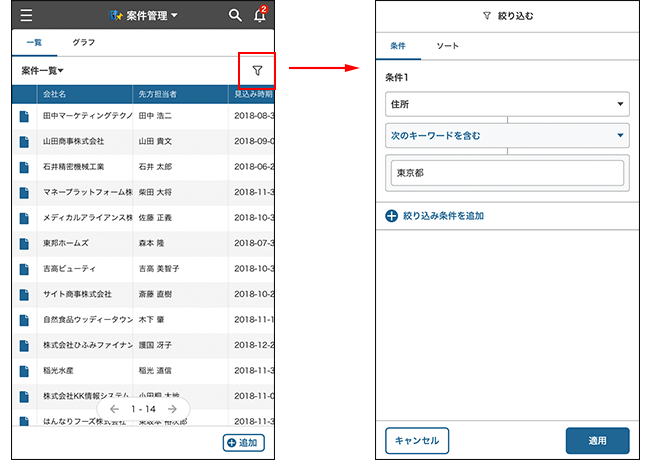 案件管理
2
一覧 グラフ
案件一覧
会社名 先方担当者 見込み時期
田中マーケティングテクノ 田中 浩二 2018-08-3
山田商事株式会社 山田 貴文 2018-09-0
石井精密機械工業 石井 太郎 2018-06-2
マネープラットフォーム株 柴田 大将 2018-11-3
メディカルアライアンス株 佐藤 正義 2018-10-3
東邦ホームズ 森本 隆 2018-07-3
吉高ビューティ 吉高 美智子 2018-10-3
サイト商事株式会社 斎藤 直樹 2018-10-2
自然食品ウッディータウン 木下 肇 2018-11-1
株式会社ひふみファイナン 護国 冴子 2018-12-2
稲光水産 稲光 道信 2018-11-3
株式会社KK情報システム 2018-11-0
1 - 14
はんなりフーズ株式会社 2018-11-3
追加
絞り込む
条件 ソート
条件1
住所
次のキーワードを含む
東京都
絞り込み条件を追加
キャンセル 適用